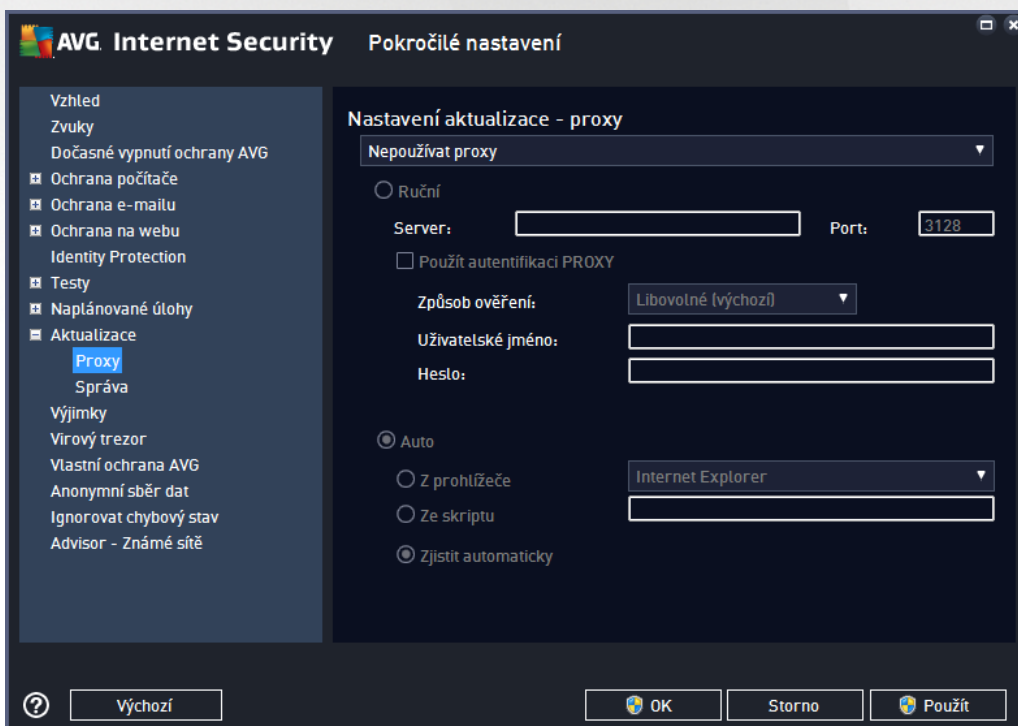 AVG. Internet Security Pokročilé nastavení
Vzhled
Zvuky
Dočasné vypnutí ochrany AVG
Ochrana počítače
Ochrana e-mailu
Ochrana na webu
Identity Protection
Testy
Naplánované úlohy
Aktualizace
Proxy
Správa
Výjimky
Virový trezor
Vlastní ochrana AVG
Anonymní sběr dat
Ignorovat chybový stav
Advisor - Známé sítě
Nastavení aktualizace - proxy
Nepoužívat proxy
Ruční
Server: Port: 3128
Použít autentifikaci PROXY
Způsob ověření: Libovolné (výchozí)
Uživatelské jméno:
Heslo:
Auto
Z prohlížeče Internet Explorer
Ze skriptu
Zjistit automaticky
? Výchozí OK Storno Použít